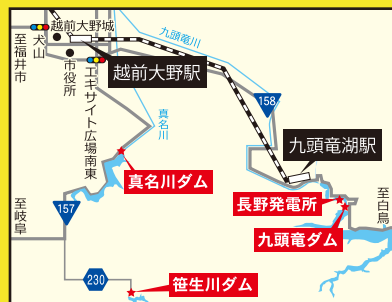 越前大野城
至福井市
犬山
市役所
エキサイト広場南東
越前大野駅
九頭竜川
真名川
158
九頭竜湖駅
真名川ダム
至白鳥
長野発電所
九頭竜ダム
至岐阜
157
230
笹生川ダム